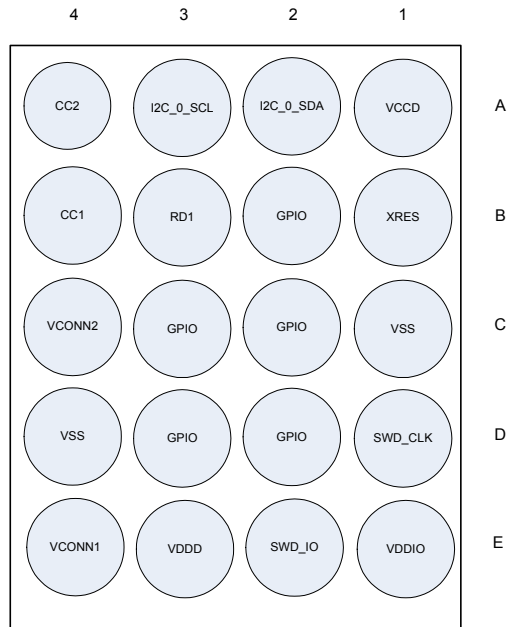 4 3 2 1
CC2 I2C_0_SCL I2C_0_SDA VCCD A
CC1 RD1 GPIO XRES B
VCONN2 GPIO GPIO VSS C
VSS GPIO GPIO SWD_CLK D
VCONN1 VDDD SWD_IO VDDIO E